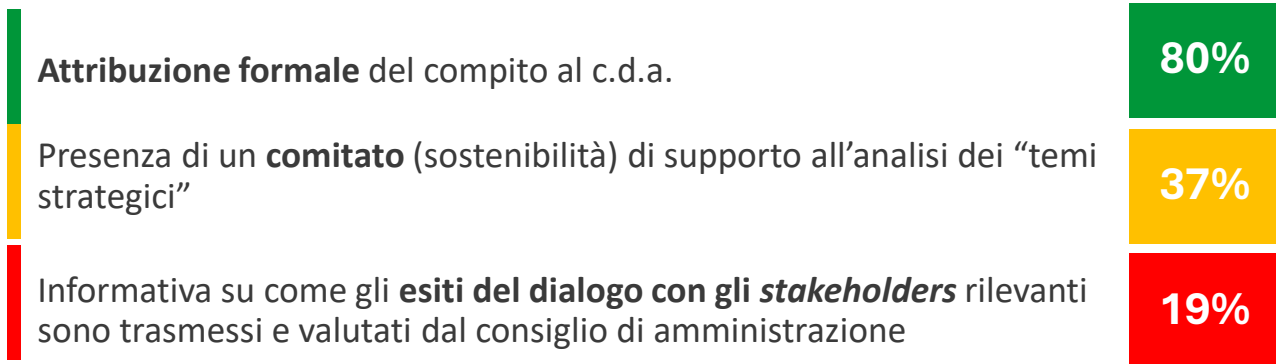 Attribuzione formale del compito al c.d.a.
80%
Presenza di un comitato (sostenibilità) di supporto all’analisi dei “temi
strategici”
37%
Informativa su come gli esiti del dialogo con gli stakeholders rilevanti
sono trasmessi e valutati dal consiglio di amministrazione
19%